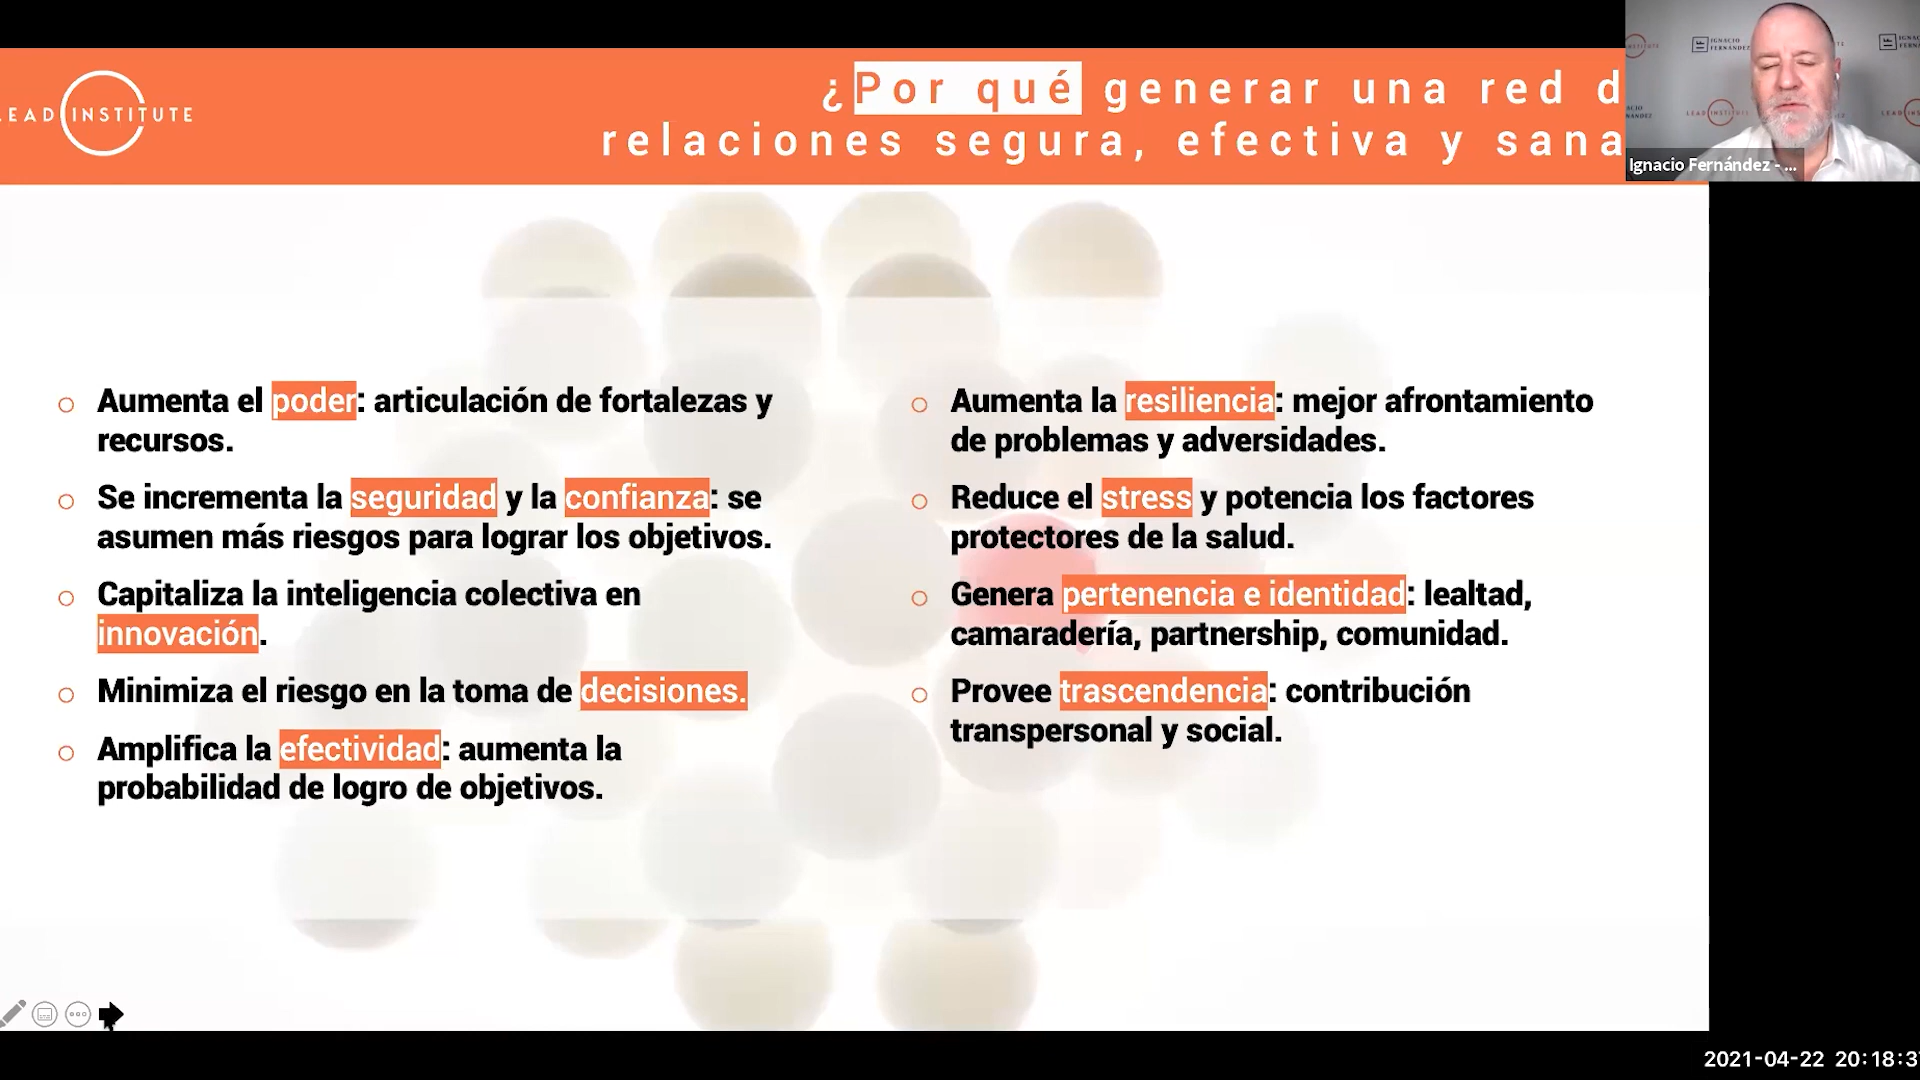 LEAD INSTITUTE
¿Por qué generar una red d
relaciones segura, efectiva y sana
Aumenta el poder: articulación de fortalezas y
recursos.
Se incrementa la seguridad y la confianza: se
asumen más riesgos para lograr los objetivos.
Capitaliza la inteligencia colectiva en
innovación.
Minimiza el riesgo en la toma de decisiones.
Amplifica la efectividad: aumenta la
probabilidad de logro de objetivos.
Aumenta la resiliencia: mejor afrontamiento
de problemas y adversidades.
Reduce el stress y potencia los factores
protectores de la salud.
Genera pertenencia e identidad: lealtad,
camaradería, partnership, comunidad.
Provee trascendencia: contribución
transpersonal y social.
IGNACIO
FERNÁNDEZ
Ignacio Fernández - ...
2021-04-22 20:18:3